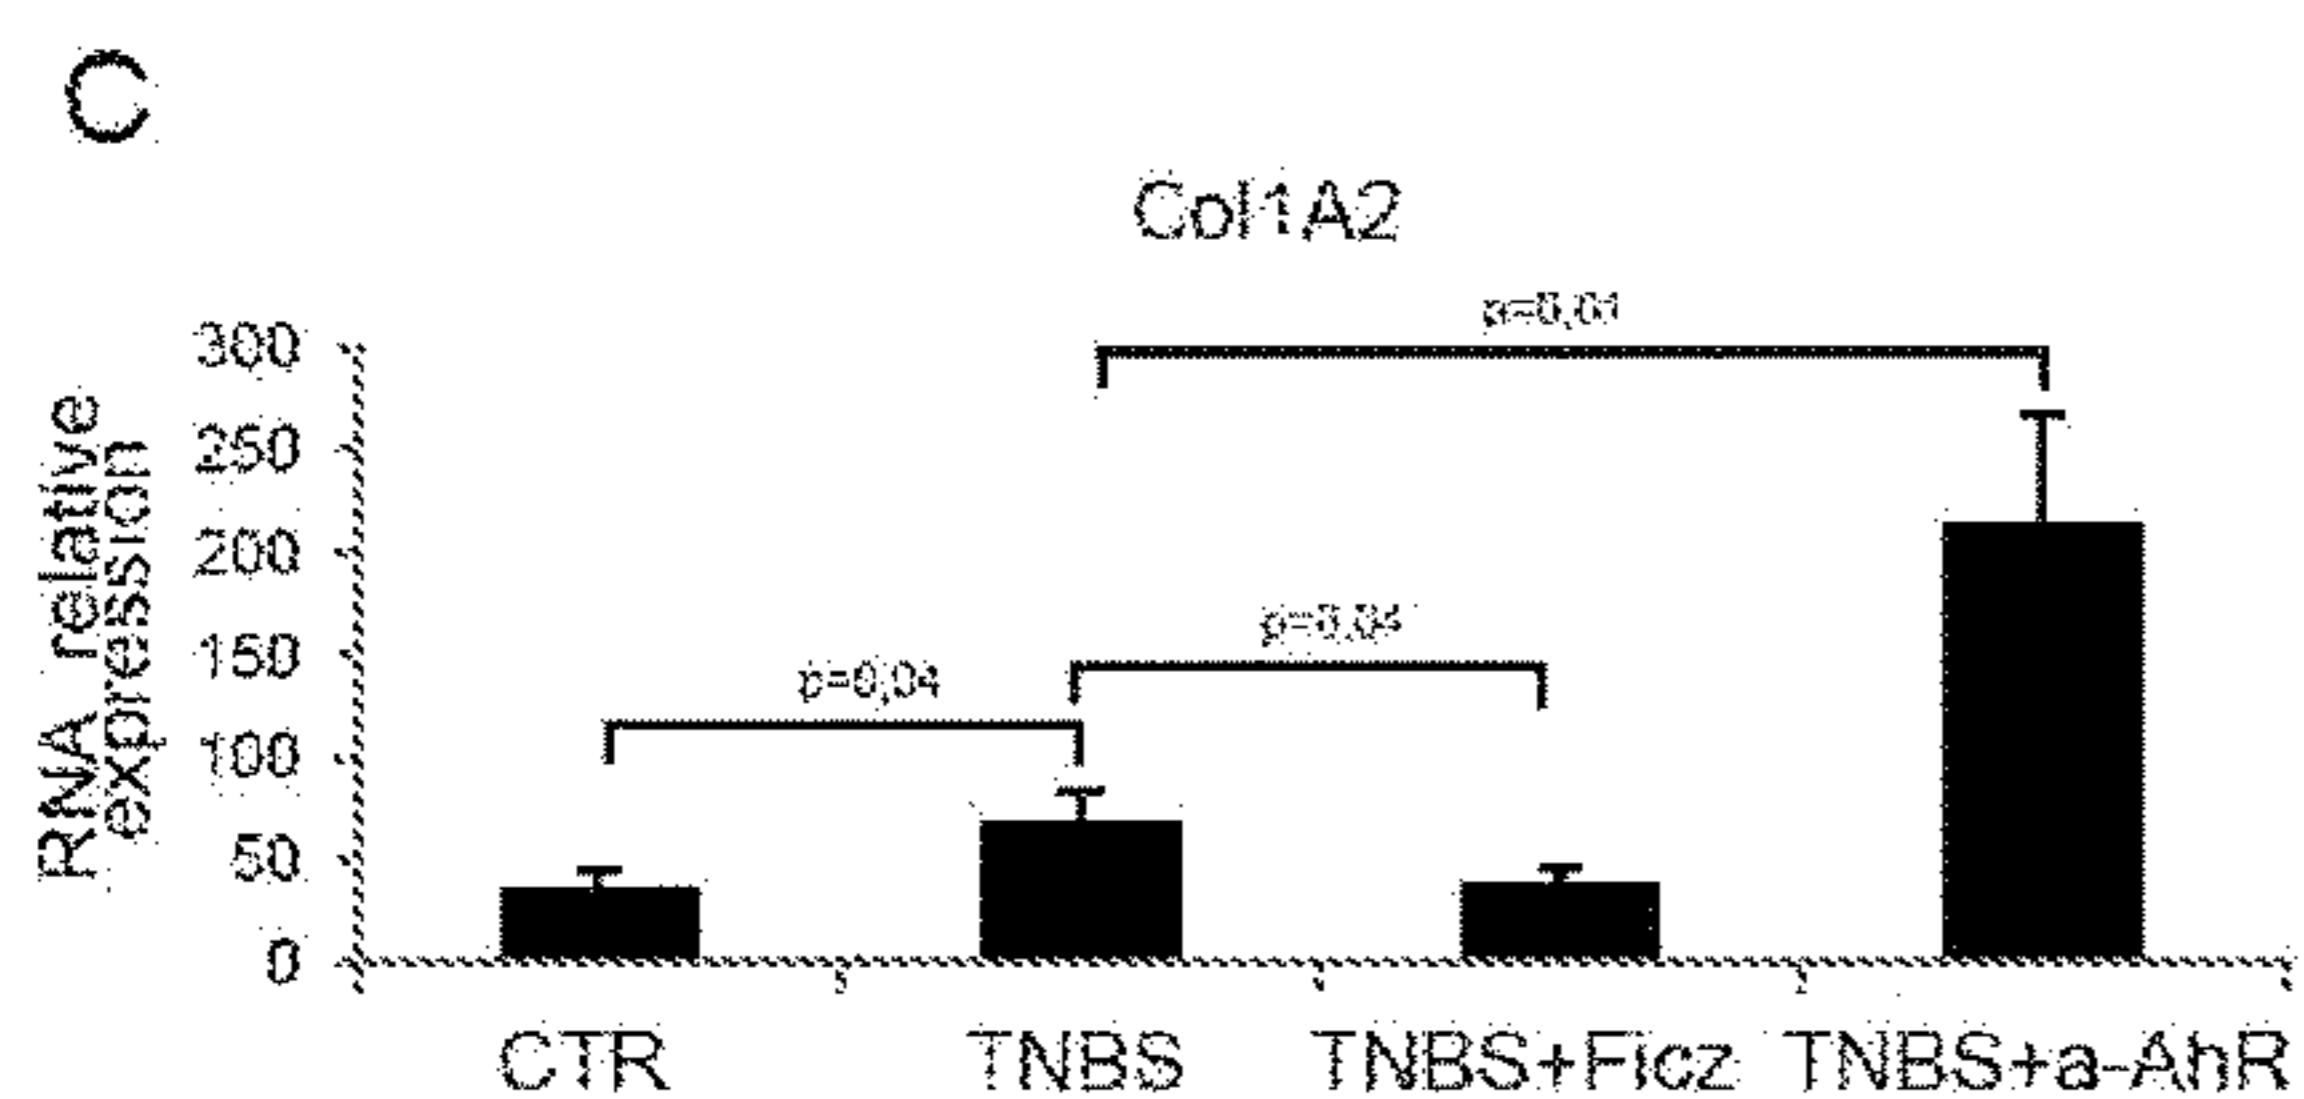 C
Col1A2
p=0,01
300
250
200
150
100
50
0
RNA relative
expression
p=0,04
p=0,04
CTR
TNBS
TNBS+Ficz
TNBS+a-AhR